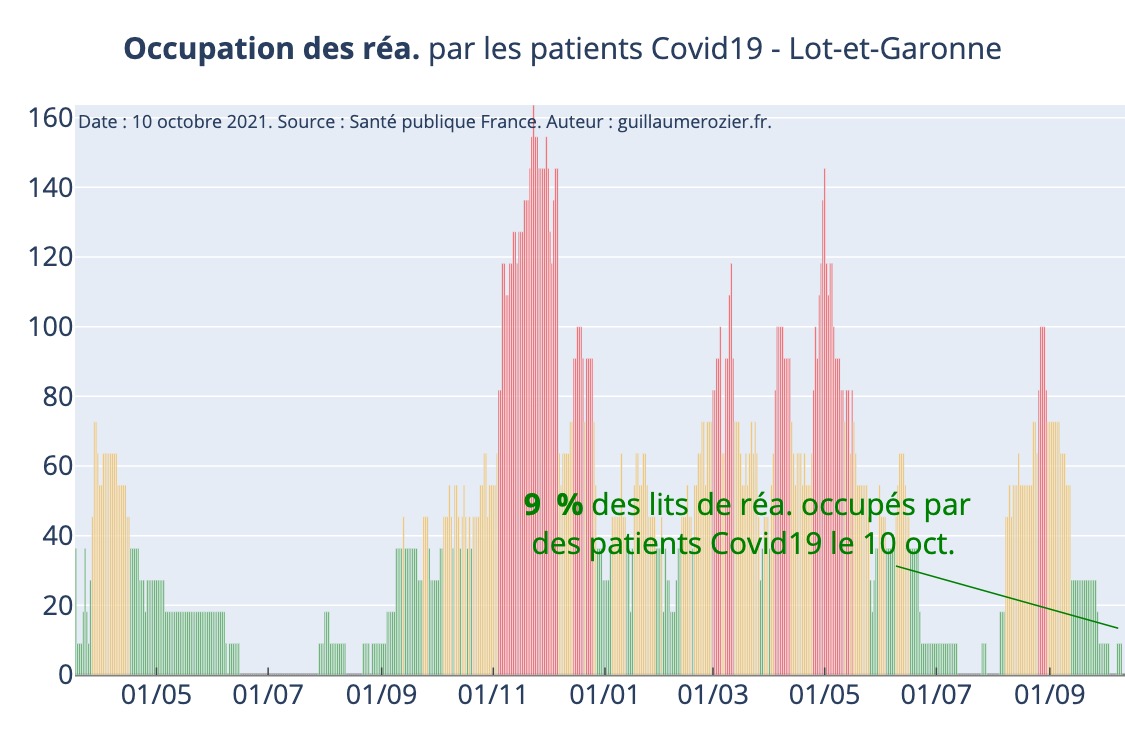 Occupation des réa. par les patients Covid19 - Lot-et-Garonne
160
Date : 10 octobre 2021. Source : Santé publique France. Auteur : guillaumerozier.fr.
140
120
100
80
60
9 % des lits de réa. occupés par
des patients Covid19 le 10 oct.
40
20
0
01/05 01/07 01/09 01/11 01/01 01/03 01/05 01/07 01/09